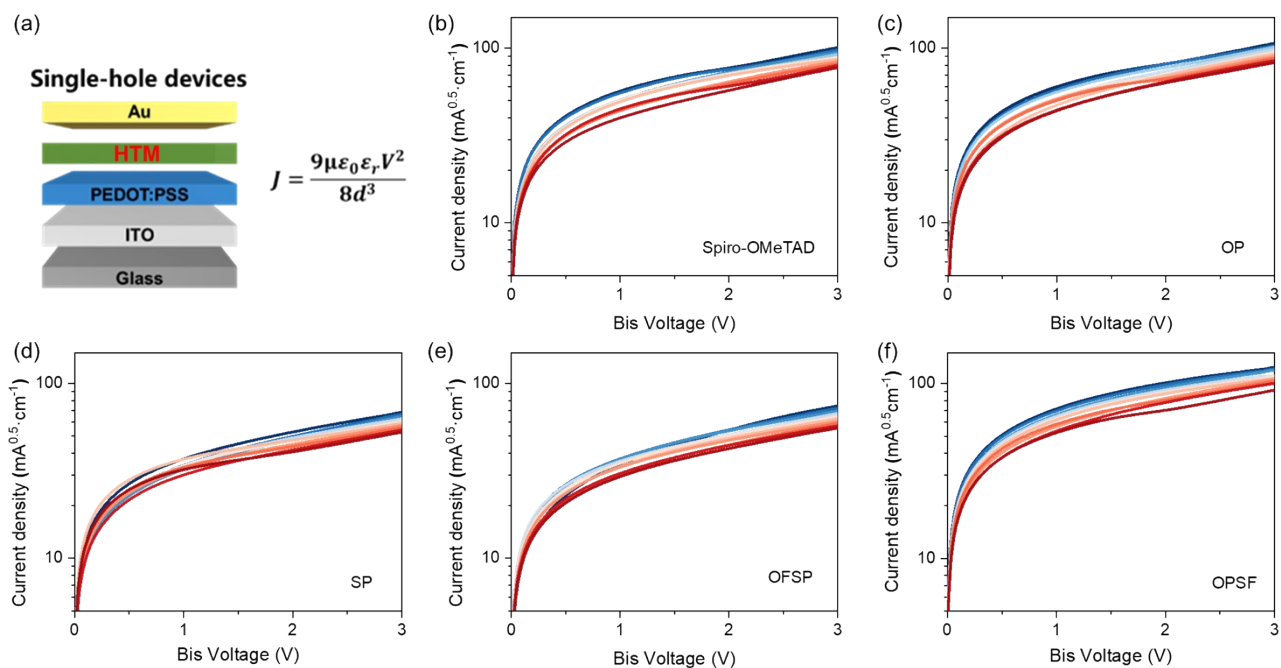 (a)
Single-hole devices
Au
HTM
PEDOT:PSS
ITO
Glass
J = 9με₀εᵣV² / 8d³
(b)
Current density (mA⁰·⁵·cm⁻¹)
100
10
0 1 2 3
Bis Voltage (V)
Spiro-OMeTAD
(c)
Current density (mA⁰·⁵·cm⁻¹)
100
10
0 1 2 3
Bis Voltage (V)
OP
(d)
Current density (mA⁰·⁵·cm⁻¹)
100
10
0 1 2 3
Bis Voltage (V)
SP
(e)
Current density (mA⁰·⁵·cm⁻¹)
100
10
0 1 2 3
Bis Voltage (V)
OFSP
(f)
Current density (mA⁰·⁵·cm⁻¹)
100
10
0 1 2 3
Bis Voltage (V)
OPSF